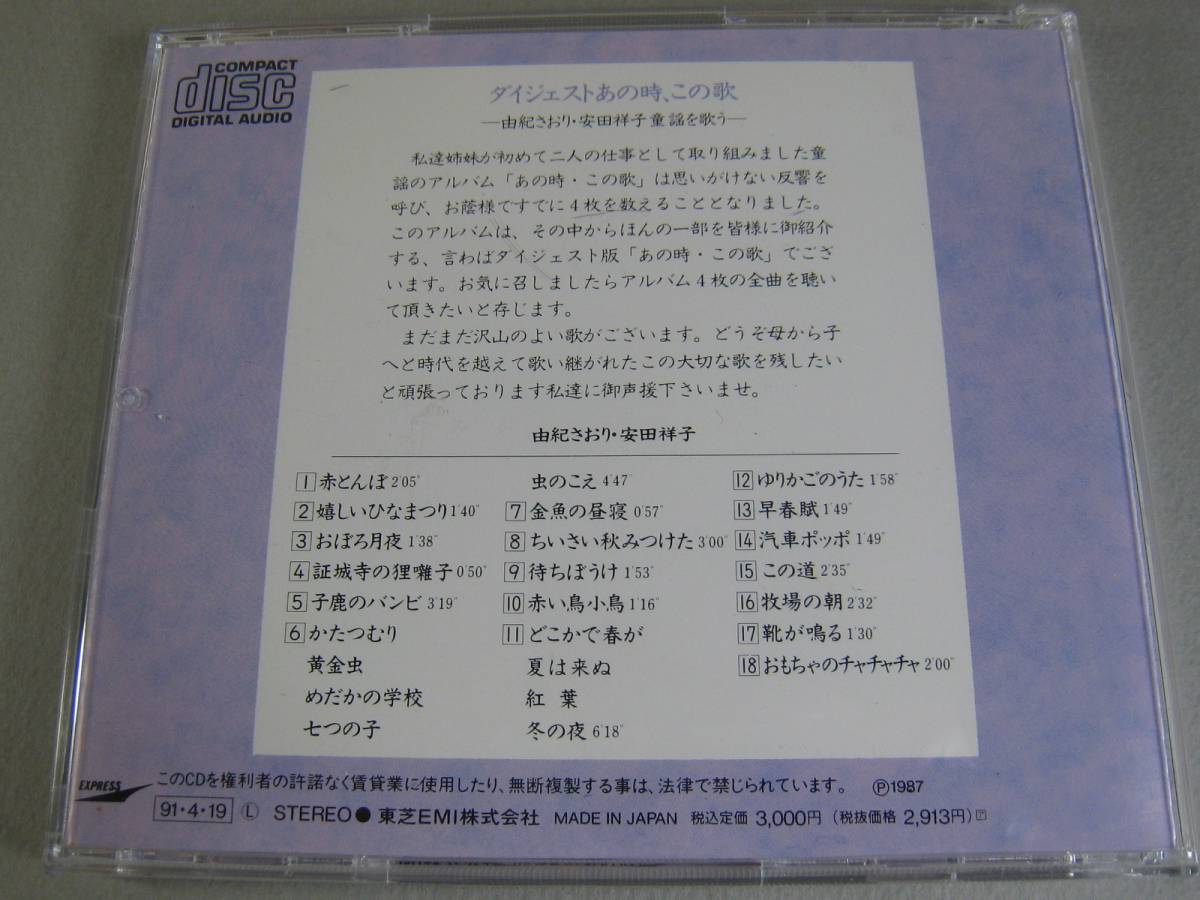 COMPACT
disc
DIGITAL AUDIO
ダイジェストあの時、この歌
―由紀さおり・安田祥子童謡を歌う―
私達姉妹が初めて二人の仕事として取り組みました童
謡のアルバム「あの時・この歌」は思いがけない反響を
呼び、お蔭様ですでに4枚を数えることとなりました。
このアルバムは、その中からほんの一部を皆様に御紹介
する、言わばダイジェスト版「あの時・この歌」でござ
います。お気に召しましたらアルバム4枚の全曲を聴い
て頂きたいと存じます。
まだまだ沢山のよい歌がございます。どうぞ母から子
へと時代を越えて歌い継がれたこの大切な歌を残したい
と頑張っております私達に御声援下さいませ。
由紀さおり・安田祥子
1 赤とんぼ 2'05"
2 嬉しいひなまつり 1'40"
3 おぼろ月夜 1'38"
4 証城寺の狸囃子 0'50"
5 子鹿のバンビ 3'19"
6 かたつむり
黄金虫
めだかの学校
七つの子
虫のこえ 4'47"
7 金魚の昼寝 0'57"
8 ちいさい秋みつけた 3'00"
9 待ちぼうけ 1'53"
10 赤い鳥小鳥 1'16"
11 どこかで春が
夏は来ぬ
紅葉
冬の夜 6'18"
12 ゆりかごのうた 1'58"
13 早春賦 1'49"
14 汽車ポッポ 1'49"
15 この道 2'35"
16 牧場の朝 2'32"
17 靴が鳴る 1'30"
18 おもちゃのチャチャチャ 2'00"
EXPRESS
このCDを権利者の許諾なく賃貸業に使用したり、無断複製する事は、法律で禁じられています。 Ⓟ1987
91・4・19 Ⓛ STEREO● 東芝EMI株式会社 MADE IN JAPAN 税込定価 3,000円 (税抜価格 2,913円)